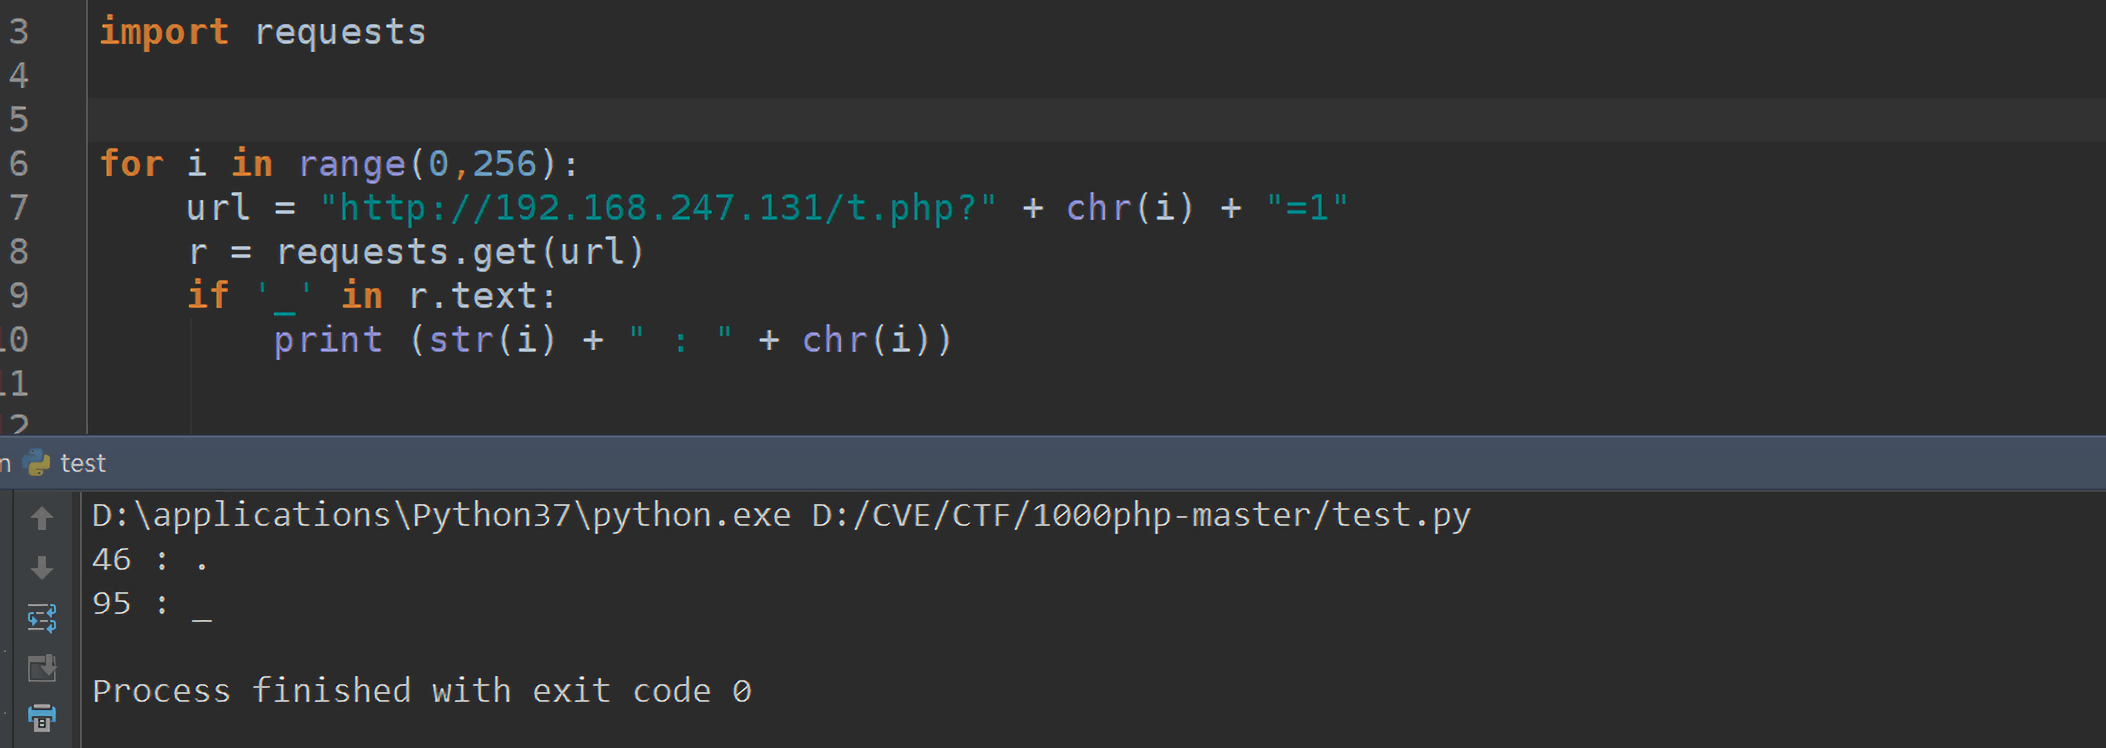 3 import requests
4
5
6 for i in range(0,256):
7     url = "http://192.168.247.131/t.php?" + chr(i) + "=1"
8     r = requests.get(url)
9     if '_' in r.text:
10         print (str(i) + " : " + chr(i))
11
12
n test
D:\applications\Python37\python.exe D:/CVE/CTF/1000php-master/test.py
46 : .
95 : _
Process finished with exit code 0